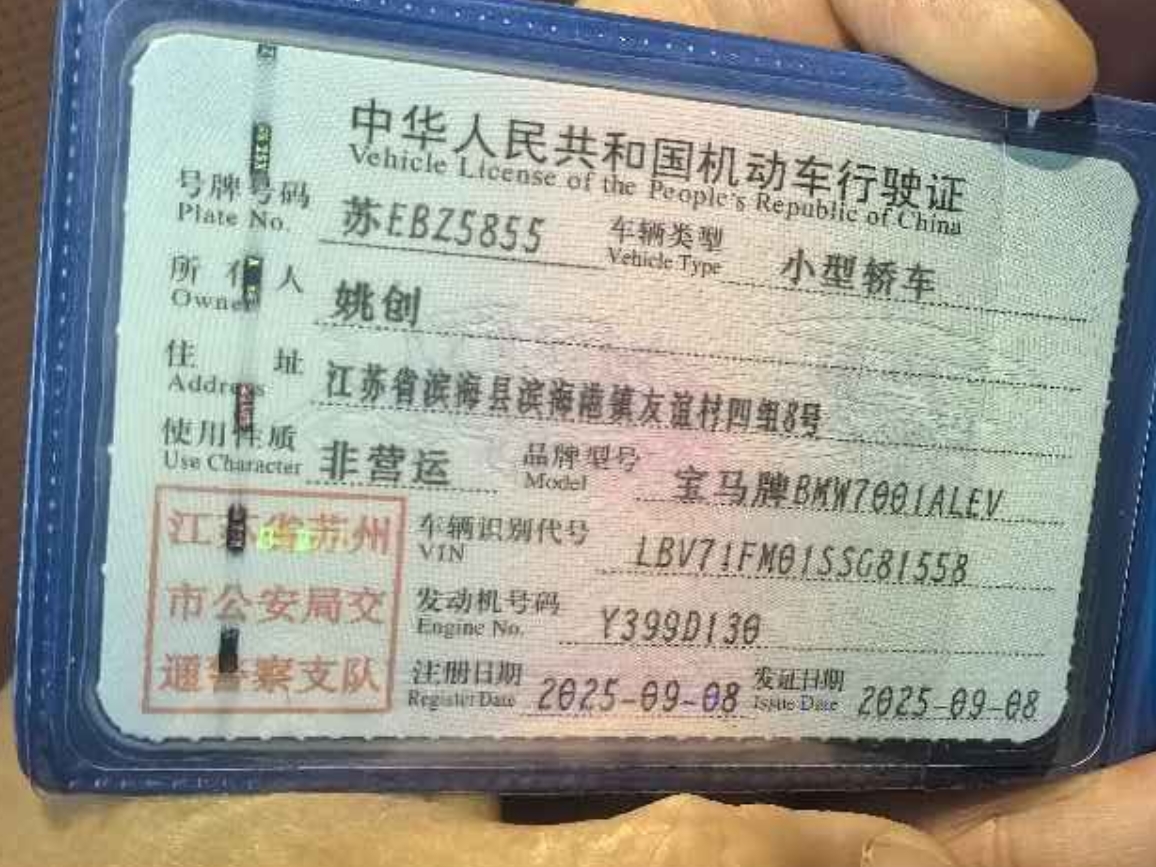 中华人民共和国机动车行驶证
Vehicle License of the People's Republic of China
号牌号码 苏EBZ5855 车辆类型 小型轿车
Plate No. Vehicle Type
所有人 姚创
Owner
住址 江苏省滨海县滨海港镇友谊村四组8号
Address
使用性质 非营运 品牌型号 宝马牌BMW7001ALEV
Use Character Model
江苏省苏州
市公安局交
通警察支队
车辆识别代号 LBV71FM01SSG81558
VIN
发动机号码 Y399D130
Engine No.
注册日期 2025-09-08 发证日期 2025-09-08
Register Date Issue Date